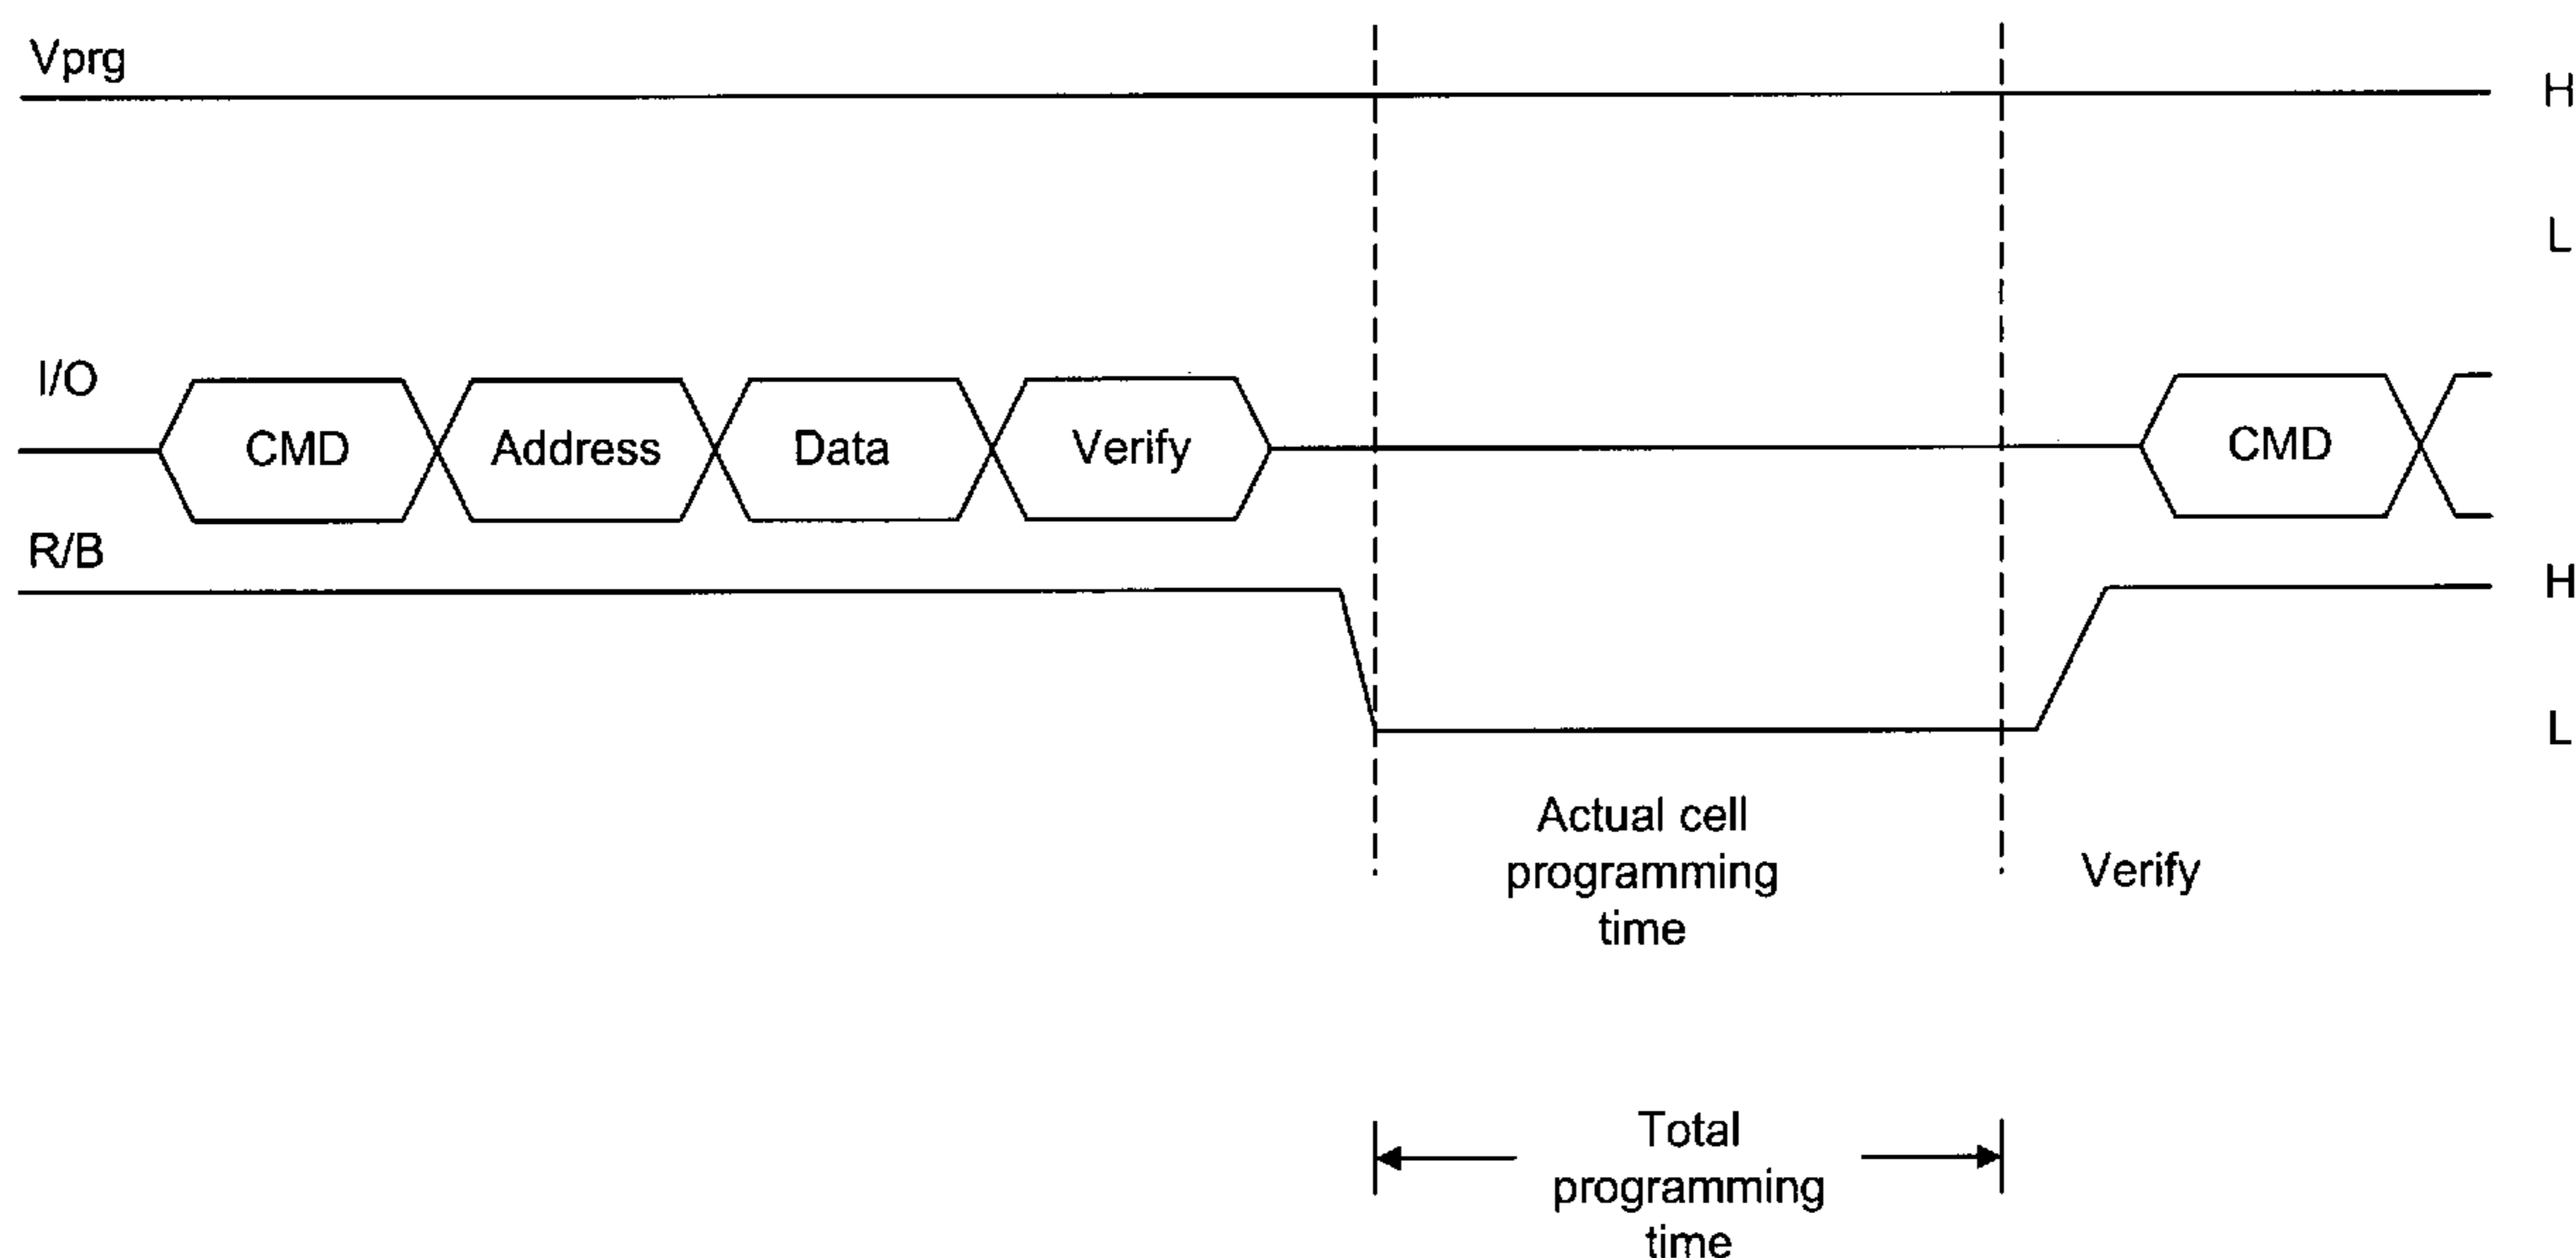 Vprg
H
L
I/O
CMD
Address
Data
Verify
CMD
R/B
H
L
Actual cell
programming
time
Verify
Total
programming
time